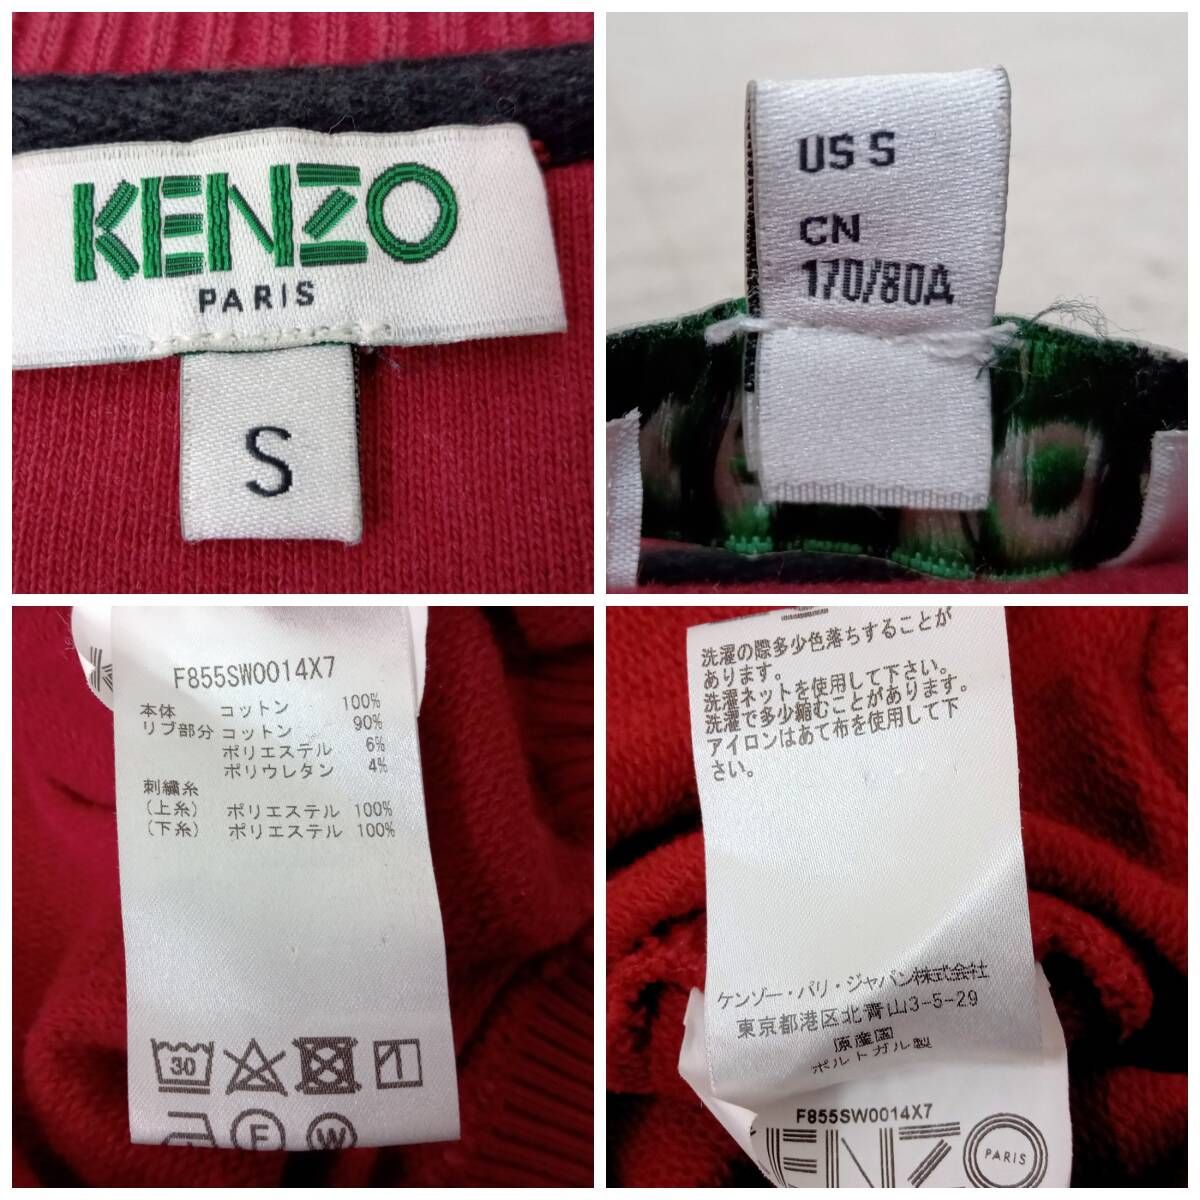 KENZO
PARIS
S
US S
CN
170/80A
F855SW0014X7
本体 コットン 100%
リブ部分 コットン 90%
ポリエステル 6%
ポリウレタン 4%
刺繍糸
(上糸) ポリエステル 100%
(下糸) ポリエステル 100%
30
F
W
洗濯の際多少色落ちすることが
あります。
洗濯ネットを使用して下さい。
洗濯で多少縮むことがあります。
アイロンはあて布を使用して下
さい。
ケンゾー・パリ・ジャパン株式会社
東京都港区北青山3-5-29
原産国
ポルトガル製
F855SW0014X7
ENZO
PARIS